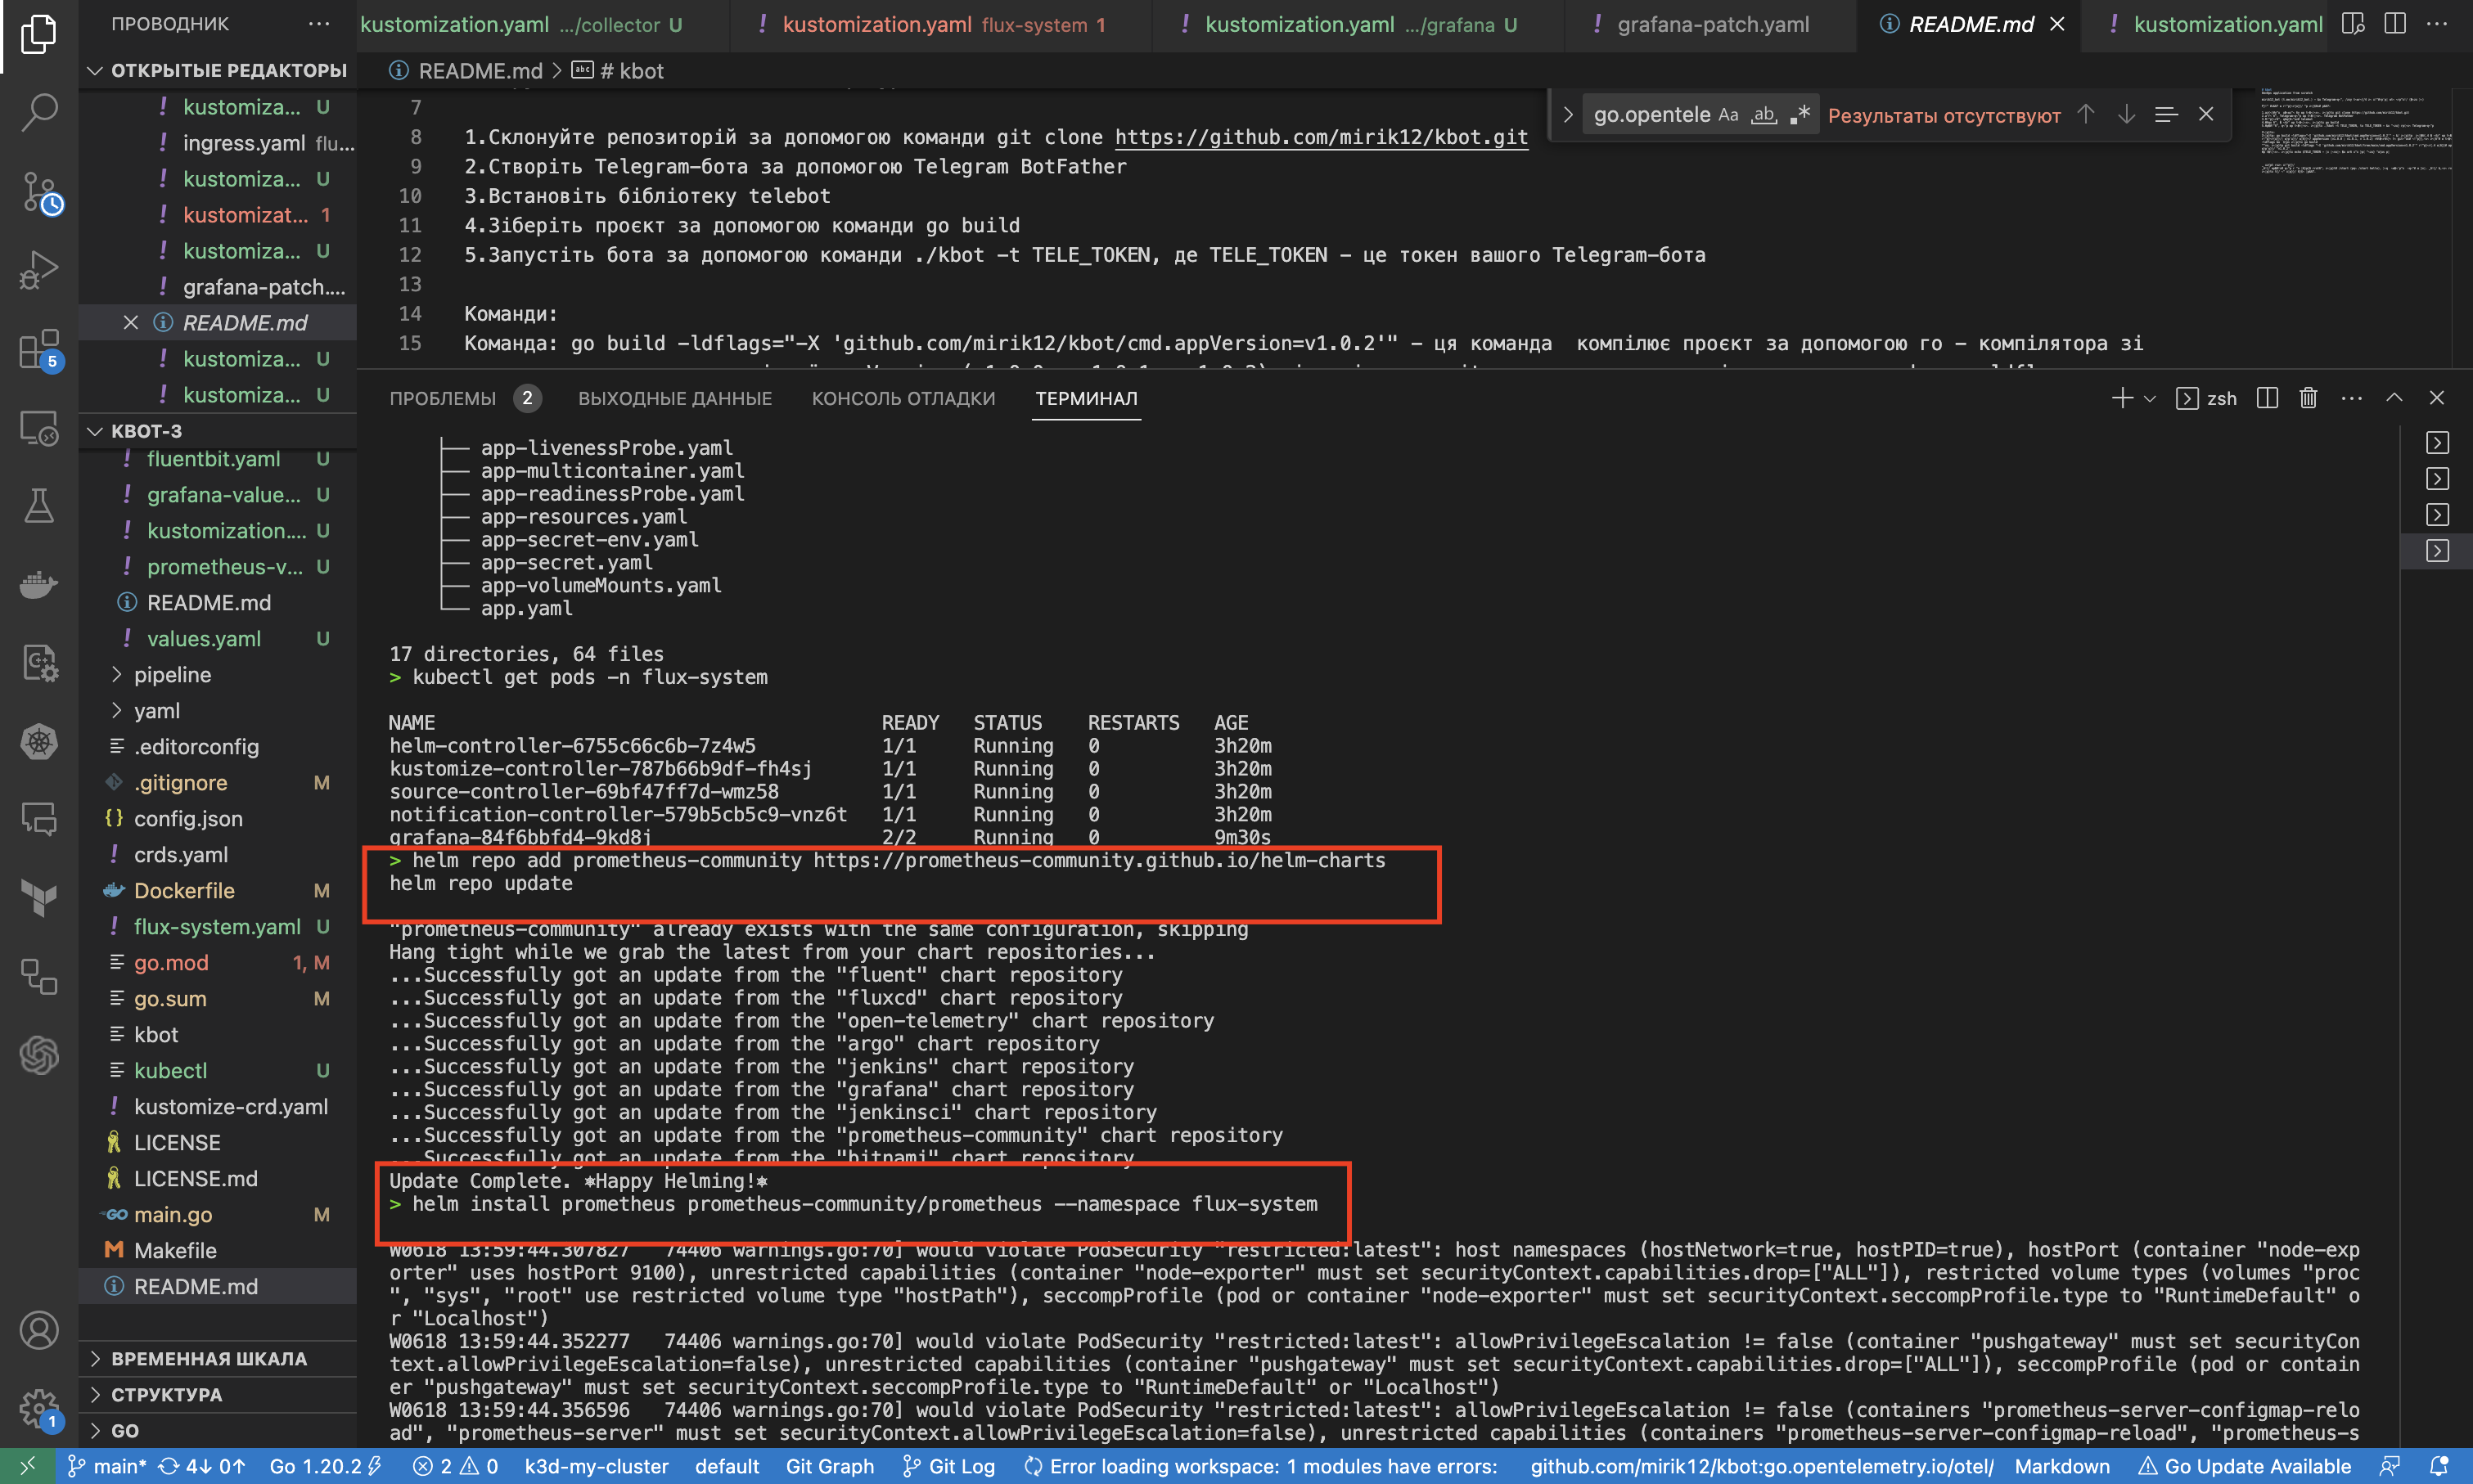 ПРОВОДНИК
kustomization.yaml .../collector U
! kustomization.yaml flux-system 1
! kustomization.yaml .../grafana U
! grafana-patch.yaml
README.md
! kustomization.yaml
ОТКРЫТЫЕ РЕДАКТОРЫ
! kustomiza... U
! ingress.yaml flu...
! kustomiza... U
! kustomizat... 1
! kustomiza... U
! grafana-patch....
README.md
! kustomiza... U
! kustomiza... U
KBOT-3
! fluentbit.yaml U
! grafana-value... U
! kustomization.... U
! prometheus-v... U
README.md
! values.yaml U
pipeline
yaml
.editorconfig
.gitignore M
{} config.json
! crds.yaml
Dockerfile M
! flux-system.yaml U
go.mod 1, M
go.sum M
kbot
kubectl U
! kustomize-crd.yaml
LICENSE
LICENSE.md
GO main.go M
M Makefile
README.md
ВРЕМЕННАЯ ШКАЛА
СТРУКТУРА
GO
5
1
README.md > # kbot
go.opentele Aa ab .* Результаты отсутствуют
7
8 1.Склонуйте репозиторій за допомогою команди git clone https://github.com/mirik12/kbot.git
9 2.Створіть Telegram-бота за допомогою Telegram BotFather
10 3.Встановіть бібліотеку telebot
11 4.Зіберіть проєкт за допомогою команди go build
12 5.Запустіть бота за допомогою команди ./kbot -t TELE_TOKEN, де TELE_TOKEN - це токен вашого Telegram-бота
13
14 Команди:
15 Команда: go build -ldflags="-X 'github.com/mirik12/kbot/cmd.appVersion=v1.0.2'" - ця команда  компілює проєкт за допомогою го - компілятора зі
ПРОБЛЕМЫ 2 ВЫХОДНЫЕ ДАННЫЕ КОНСОЛЬ ОТЛАДКИ ТЕРМИНАЛ
zsh
├── app-livenessProbe.yaml
├── app-multicontainer.yaml
├── app-readinessProbe.yaml
├── app-resources.yaml
├── app-secret-env.yaml
├── app-secret.yaml
├── app-volumeMounts.yaml
└── app.yaml
17 directories, 64 files
> kubectl get pods -n flux-system
NAME READY STATUS RESTARTS AGE
helm-controller-6755c66c6b-7z4w5 1/1 Running 0 3h20m
kustomize-controller-787b66b9df-fh4sj 1/1 Running 0 3h20m
source-controller-69bf47ff7d-wmz58 1/1 Running 0 3h20m
notification-controller-579b5cb5c9-vnz6t 1/1 Running 0 3h20m
grafana-84f6bbfd4-9kd8j 2/2 Running 0 9m30s
> helm repo add prometheus-community https://prometheus-community.github.io/helm-charts
helm repo update
"prometheus-community" already exists with the same configuration, skipping
Hang tight while we grab the latest from your chart repositories...
...Successfully got an update from the "fluent" chart repository
...Successfully got an update from the "fluxcd" chart repository
...Successfully got an update from the "open-telemetry" chart repository
...Successfully got an update from the "argo" chart repository
...Successfully got an update from the "jenkins" chart repository
...Successfully got an update from the "grafana" chart repository
...Successfully got an update from the "jenkinsci" chart repository
...Successfully got an update from the "prometheus-community" chart repository
...Successfully got an update from the "bitnami" chart repository
Update Complete. ⎈Happy Helming!⎈
> helm install prometheus prometheus-community/prometheus --namespace flux-system
W0618 13:59:44.307827   74406 warnings.go:70] would violate PodSecurity "restricted:latest": host namespaces (hostNetwork=true, hostPID=true), hostPort (container "node-exp
orter" uses hostPort 9100), unrestricted capabilities (container "node-exporter" must set securityContext.capabilities.drop=["ALL"]), restricted volume types (volumes "proc
", "sys", "root" use restricted volume type "hostPath"), seccompProfile (pod or container "node-exporter" must set securityContext.seccompProfile.type to "RuntimeDefault" o
r "Localhost")
W0618 13:59:44.352277   74406 warnings.go:70] would violate PodSecurity "restricted:latest": allowPrivilegeEscalation != false (container "pushgateway" must set securityCon
text.allowPrivilegeEscalation=false), unrestricted capabilities (container "pushgateway" must set securityContext.capabilities.drop=["ALL"]), seccompProfile (pod or contain
er "pushgateway" must set securityContext.seccompProfile.type to "RuntimeDefault" or "Localhost")
W0618 13:59:44.356596   74406 warnings.go:70] would violate PodSecurity "restricted:latest": allowPrivilegeEscalation != false (containers "prometheus-server-configmap-relo
ad", "prometheus-server" must set securityContext.allowPrivilegeEscalation=false), unrestricted capabilities (containers "prometheus-server-configmap-reload", "prometheus-s
main* 4↓ 0↑ Go 1.20.2 2 0 k3d-my-cluster default Git Graph Git Log Error loading workspace: 1 modules have errors: github.com/mirik12/kbot:go.opentelemetry.io/otel/ Markdown Go Update Available